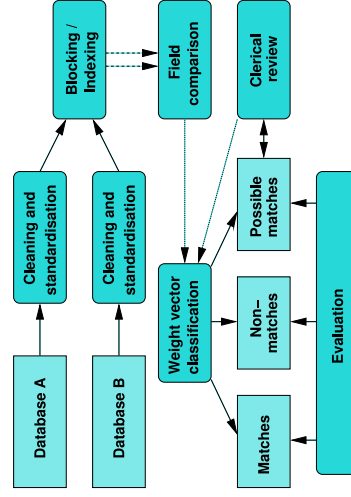 Database A
Database B
Cleaning and
standardisation
Cleaning and
standardisation
Blocking /
Indexing
Field
comparison
Weight vector
classification
Clerical
review
Matches
Non−
matches
Possible
matches
Evaluation